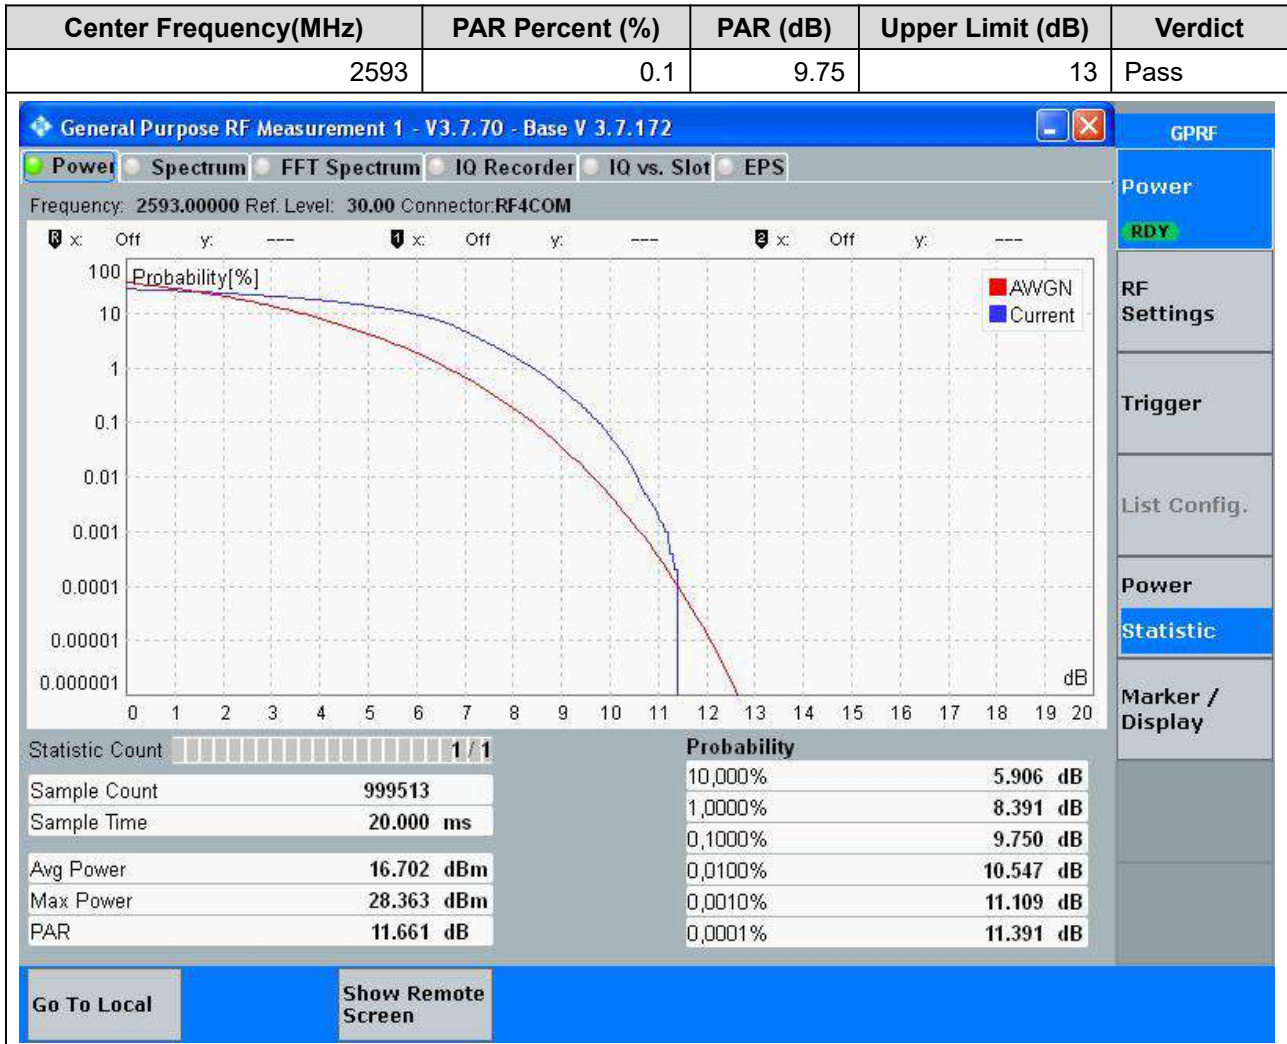 Center Frequency(MHz) PAR Percent (%) PAR (dB) Upper Limit (dB) Verdict
2593 0.1 9.75 13 Pass
General Purpose RF Measurement 1 - V3.7.70 - Base V 3.7.172
GPRF
Power Spectrum FFT Spectrum IQ Recorder IQ vs. Slot EPS
Frequency: 2593.00000 Ref. Level: 30.00 Connector:RF4COM
R x: Off y: --- 1 x: Off y: --- 2 x: Off y: ---
Probability[%]
AWGN
Current
100
10
1
0.1
0.01
0.001
0.0001
0.00001
0.000001
dB
0 1 2 3 4 5 6 7 8 9 10 11 12 13 14 15 16 17 18 19 20
Statistic Count 1 / 1
Sample Count 999513
Sample Time 20.000 ms
Avg Power 16.702 dBm
Max Power 28.363 dBm
PAR 11.661 dB
Probability
10,000% 5.906 dB
1,0000% 8.391 dB
0,1000% 9.750 dB
0,0100% 10.547 dB
0,0010% 11.109 dB
0,0001% 11.391 dB
Power
RDY
RF
Settings
Trigger
List Config.
Power
Statistic
Marker /
Display
Go To Local
Show Remote
Screen